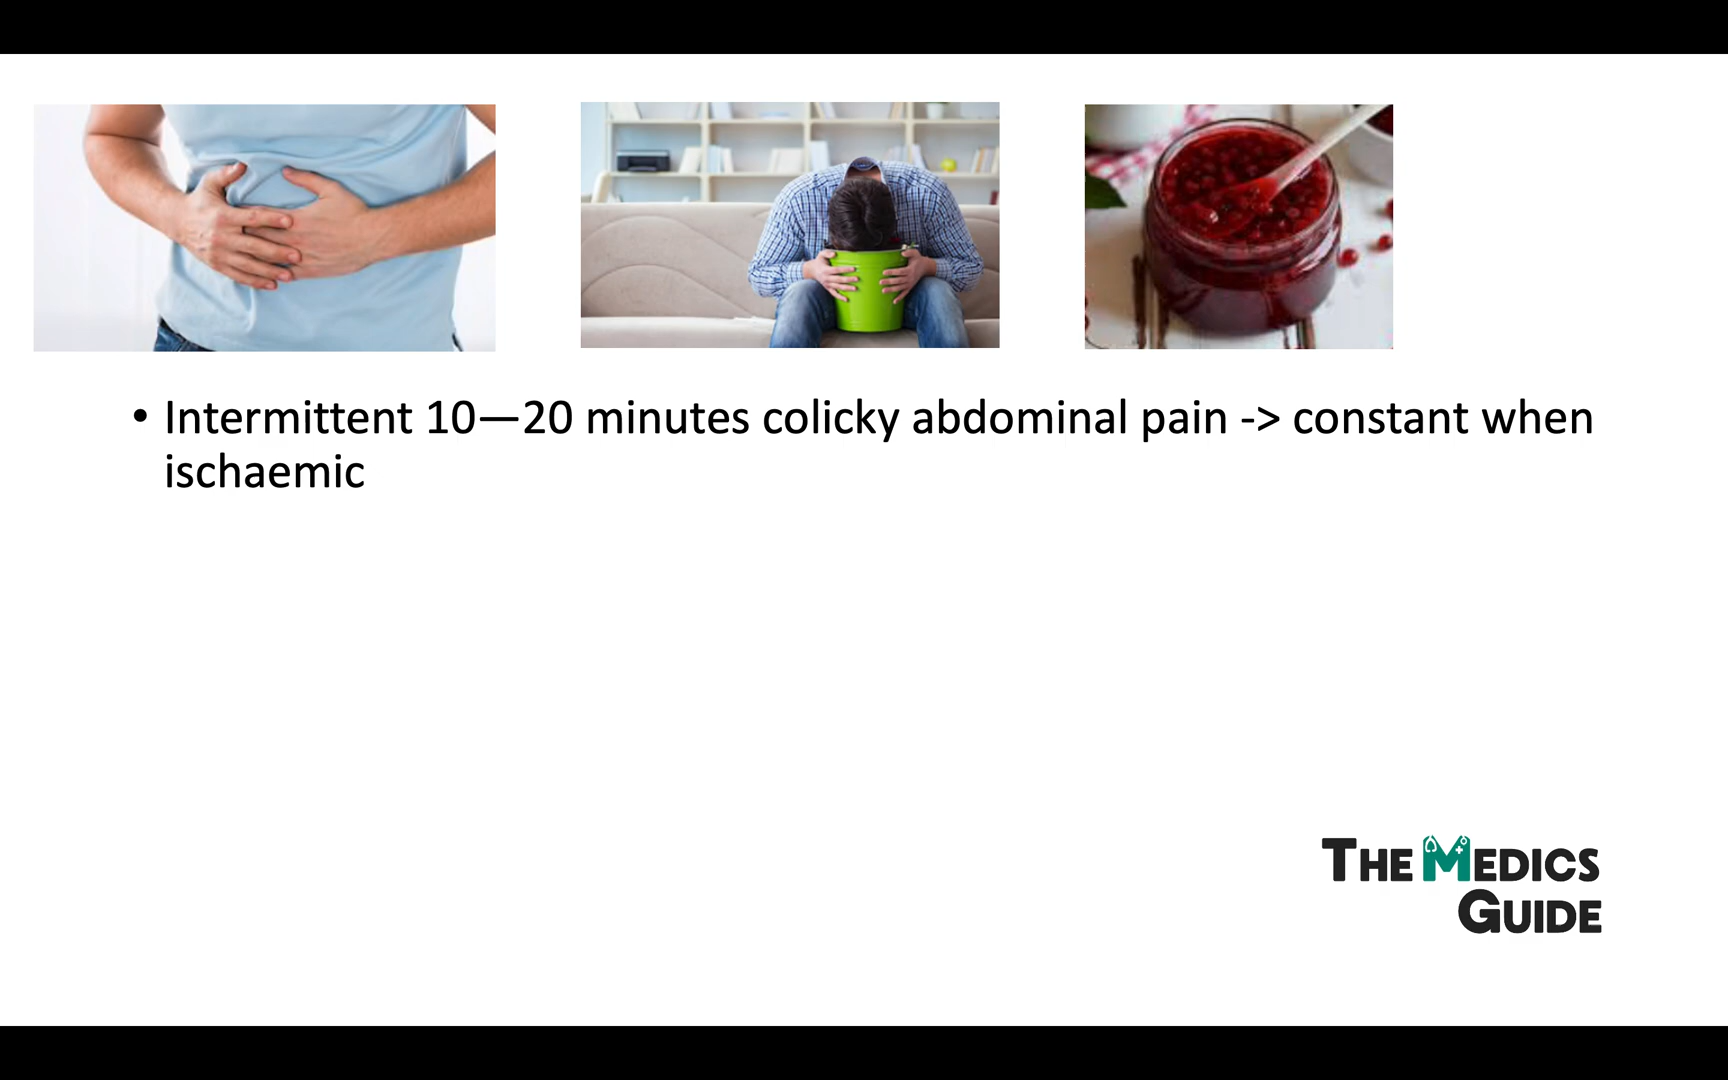 • Intermittent 10—20 minutes colicky abdominal pain -> constant when
ischaemic
THE MEDICS
GUIDE